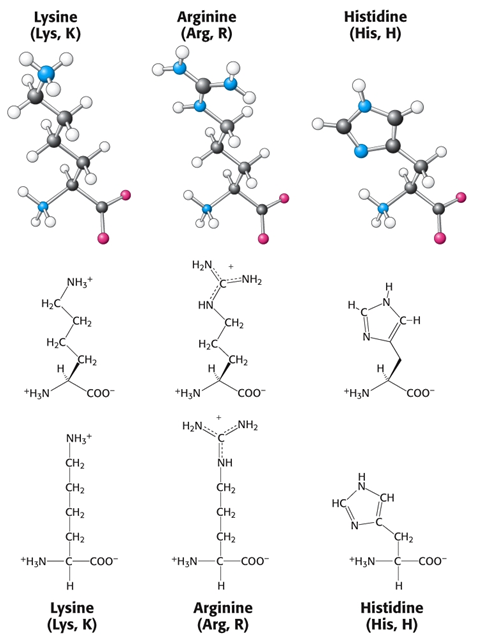 Lysine
(Lys, K)
Arginine
(Arg, R)
Histidine
(His, H)
NH₃⁺
H₂C
CH₂
H₂C
CH₂
H
⁺H₃N
COO⁻
H₂N
+
C
NH₂
HN
CH₂
H₂C
CH₂
H
⁺H₃N
COO⁻
H
N
H
C
C-H
N
H
⁺H₃N
COO⁻
NH₃⁺
CH₂
CH₂
CH₂
CH₂
⁺H₃N—C—COO⁻
H
+
H₂N
NH₂
C
NH
CH₂
CH₂
CH₂
⁺H₃N—C—COO⁻
H
H
N
HC
CH
N
C
CH₂
⁺H₃N—C—COO⁻
H
Lysine
(Lys, K)
Arginine
(Arg, R)
Histidine
(His, H)